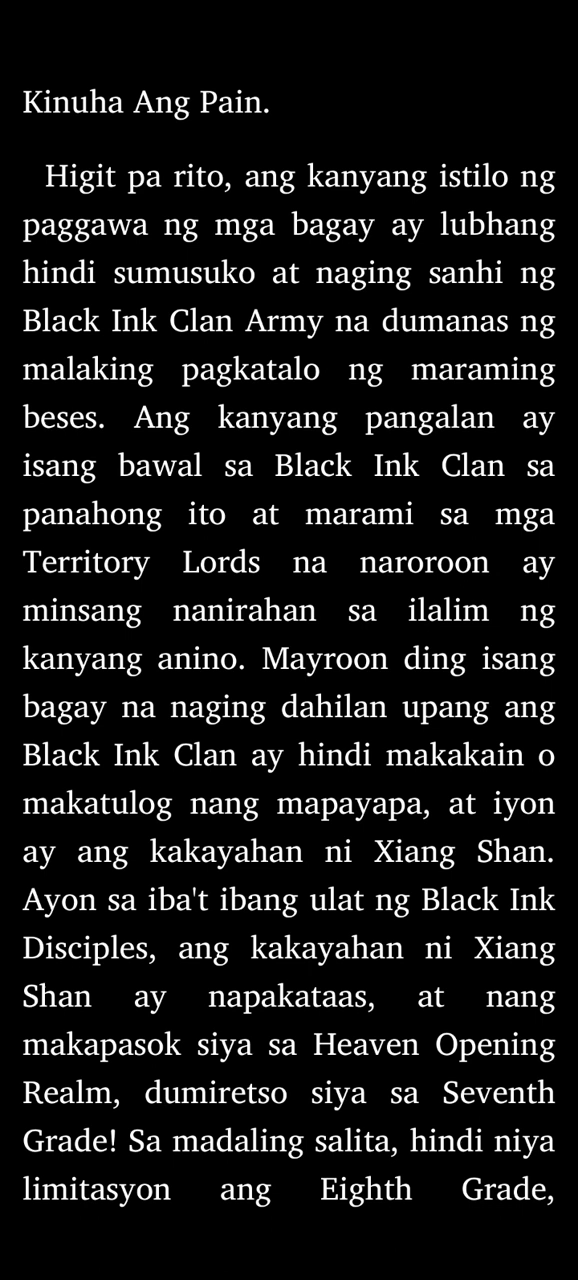 Kinuha Ang Pain.
Higit pa rito, ang kanyang istilo ng
paggawa ng mga bagay ay lubhang
hindi sumusuko at naging sanhi ng
Black Ink Clan Army na dumanas ng
malaking pagkatalo ng maraming
beses. Ang kanyang pangalan ay
isang bawal sa Black Ink Clan sa
panahong ito at marami sa mga
Territory Lords na naroroon ay
minsang nanirahan sa ilalim ng
kanyang anino. Mayroon ding isang
bagay na naging dahilan upang ang
Black Ink Clan ay hindi makakain o
makatulog nang mapayapa, at iyon
ay ang kakayahan ni Xiang Shan.
Ayon sa iba't ibang ulat ng Black Ink
Disciples, ang kakayahan ni Xiang
Shan ay napakataas, at nang
makapasok siya sa Heaven Opening
Realm, dumiretso siya sa Seventh
Grade! Sa madaling salita, hindi niya
limitasyon ang Eighth Grade,